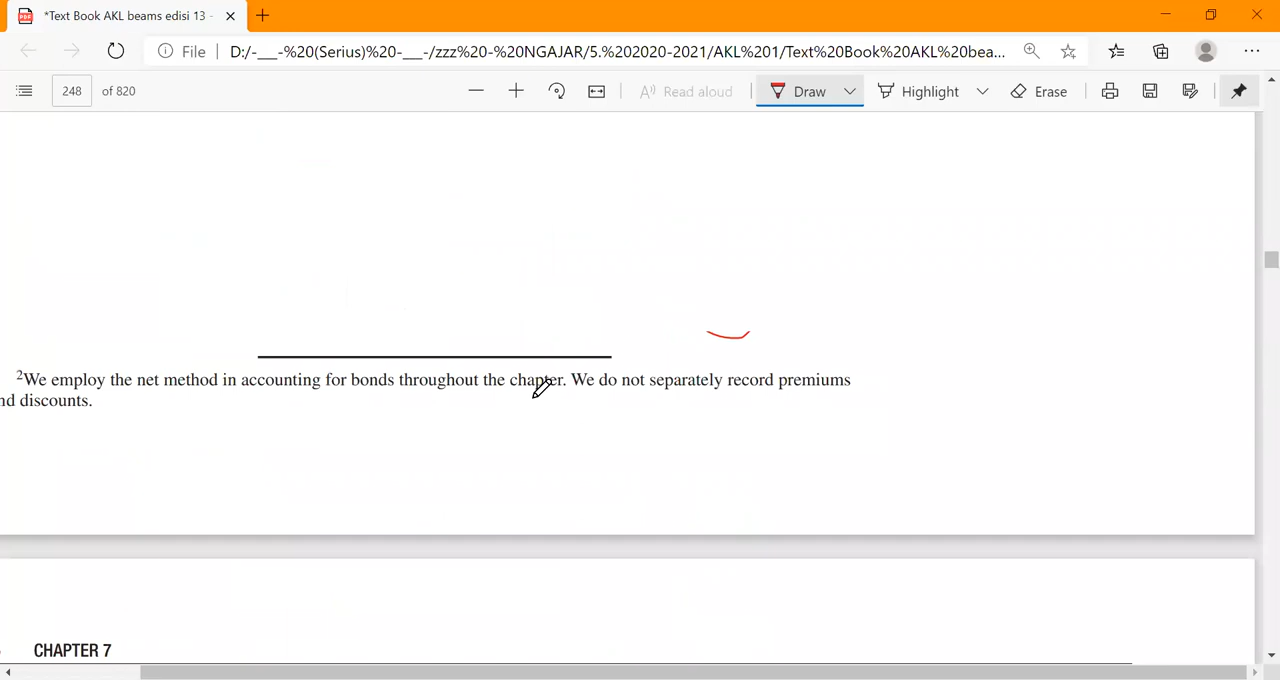 *Text Book AKL beams edisi 13 -
File
D:/-___-%20(Serius)%20-___-/zzz%20-%20NGAJAR/5.%202020-2021/AKL%201/Text%20Book%20AKL%20bea...
248 of 820
Read aloud
Draw
Highlight
Erase
2We employ the net method in accounting for bonds throughout the chapter. We do not separately record premiums
nd discounts.
CHAPTER 7